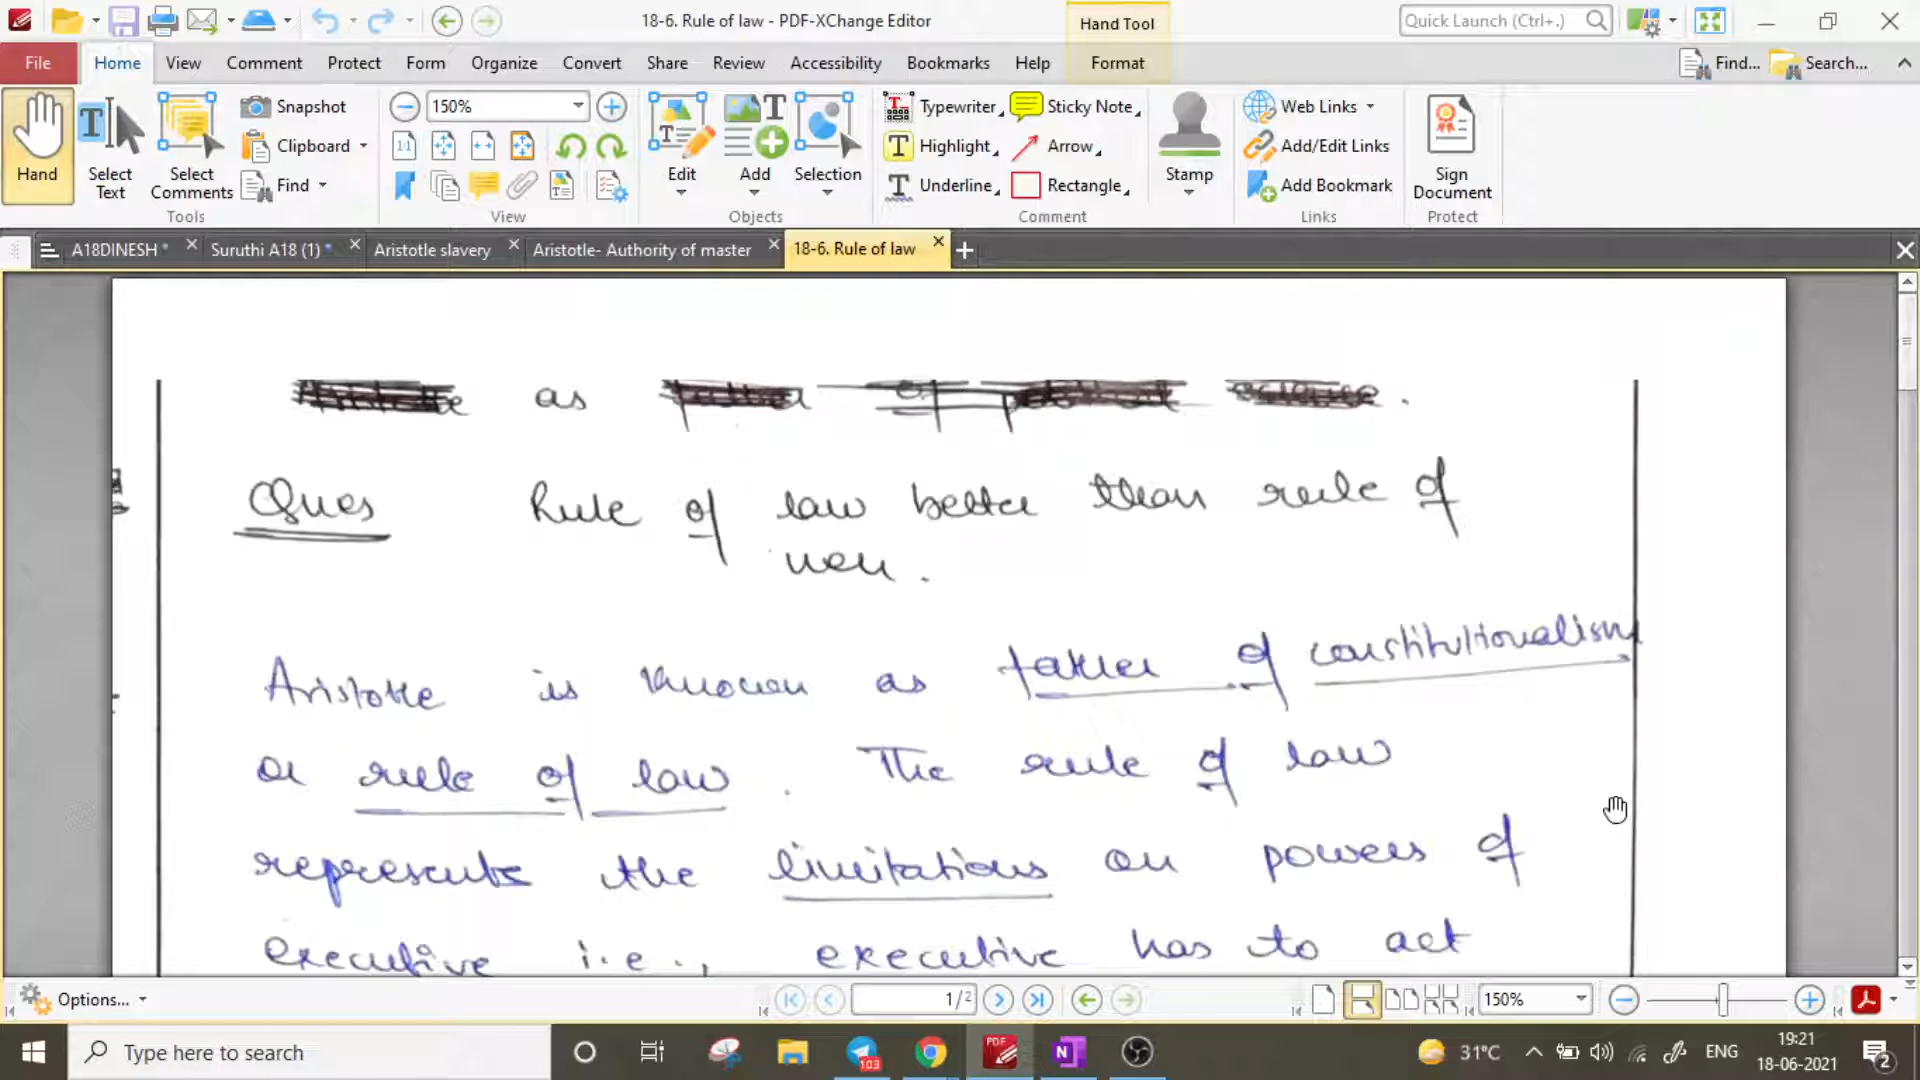 18-6. Rule of law - PDF-XChange Editor
Hand Tool
Quick Launch (Ctrl+.)
File Home View Comment Protect Form Organize Convert Share Review Accessibility Bookmarks Help Format Find... Search...
Hand
Select Text
Select Comments
Snapshot
Clipboard
Find
Tools
150%
View
Edit
Add
Selection
Objects
Typewriter
Sticky Note
Highlight
Arrow
Underline
Rectangle
Stamp
Comment
Web Links
Add/Edit Links
Add Bookmark
Links
Sign Document
Protect
A18DINESH * Suruthi A18 (1) * Aristotle slavery Aristotle- Authority of master 18-6. Rule of law
as
Ques Rule of law better than rule of
men.
Aristotle is known as father of constitutionalism
or rule of law. The rule of law
represents the limitations on powers of
executive i.e., executive has to act
Options... 1/2 150%
Type here to search
103
31°C ENG 19:21
18-06-2021
2